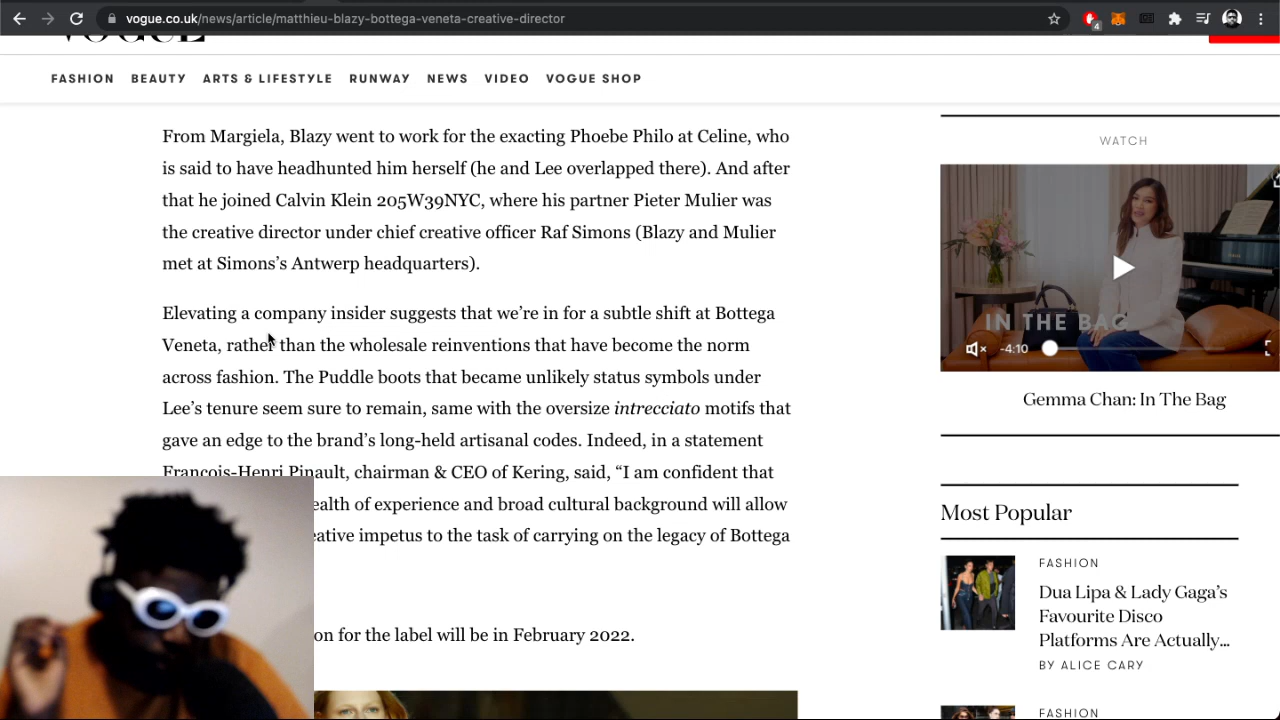 vogue.co.uk/news/article/matthieu-blazy-bottega-veneta-creative-director
4
VOGUE
FASHION BEAUTY ARTS & LIFESTYLE RUNWAY NEWS VIDEO VOGUE SHOP
From Margiela, Blazy went to work for the exacting Phoebe Philo at Celine, who
is said to have headhunted him herself (he and Lee overlapped there). And after
that he joined Calvin Klein 205W39NYC, where his partner Pieter Mulier was
the creative director under chief creative officer Raf Simons (Blazy and Mulier
met at Simons’s Antwerp headquarters).
Elevating a company insider suggests that we’re in for a subtle shift at Bottega
Veneta, rather than the wholesale reinventions that have become the norm
across fashion. The Puddle boots that became unlikely status symbols under
Lee’s tenure seem sure to remain, same with the oversize intrecciato motifs that
gave an edge to the brand’s long-held artisanal codes. Indeed, in a statement
François-Henri Pinault, chairman & CEO of Kering, said, “I am confident that
ealth of experience and broad cultural background will allow
eative impetus to the task of carrying on the legacy of Bottega
on for the label will be in February 2022.
WATCH
IN THE BAG
-4:10
Gemma Chan: In The Bag
Most Popular
FASHION
Dua Lipa & Lady Gaga’s
Favourite Disco
Platforms Are Actually...
BY ALICE CARY
FASHION